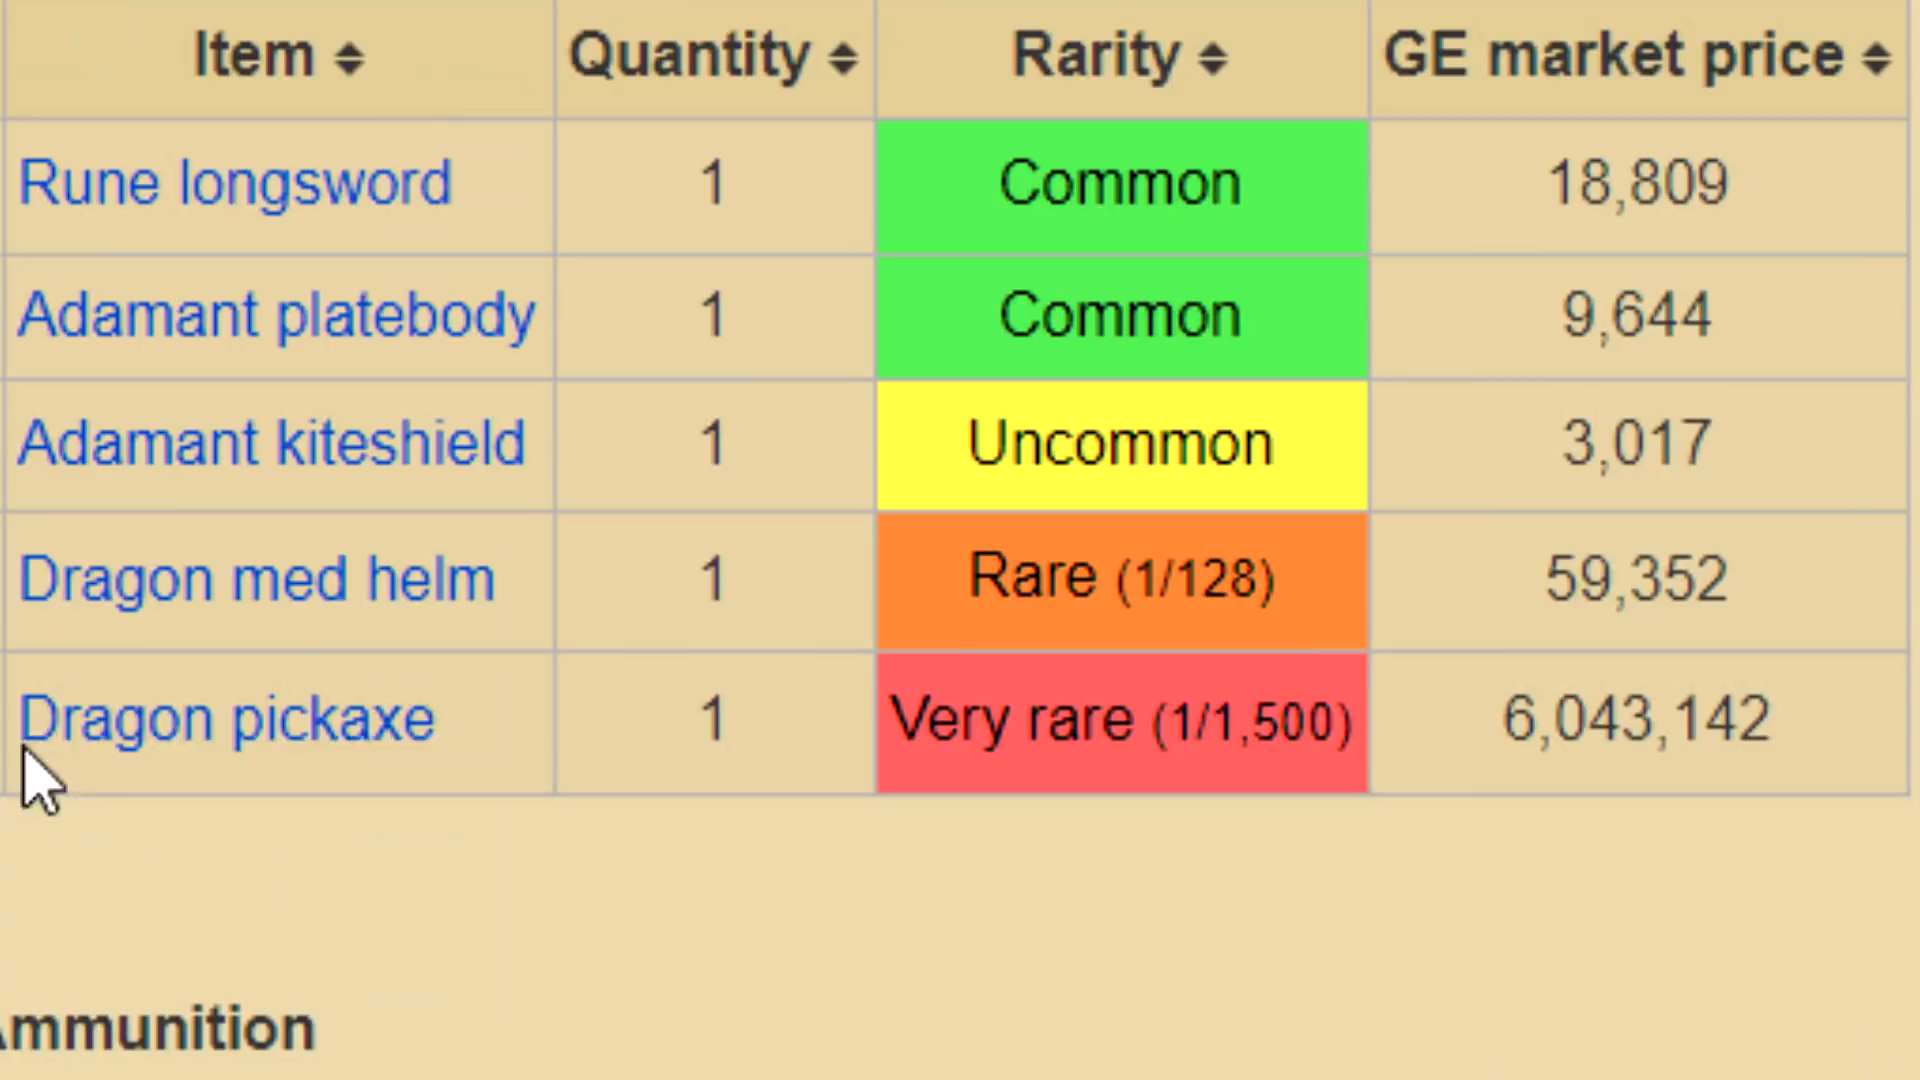 Item Quantity Rarity GE market price
Rune longsword 1 Common 18,809
Adamant platebody 1 Common 9,644
Adamant kiteshield 1 Uncommon 3,017
Dragon med helm 1 Rare (1/128) 59,352
Dragon pickaxe 1 Very rare (1/1,500) 6,043,142
Ammunition